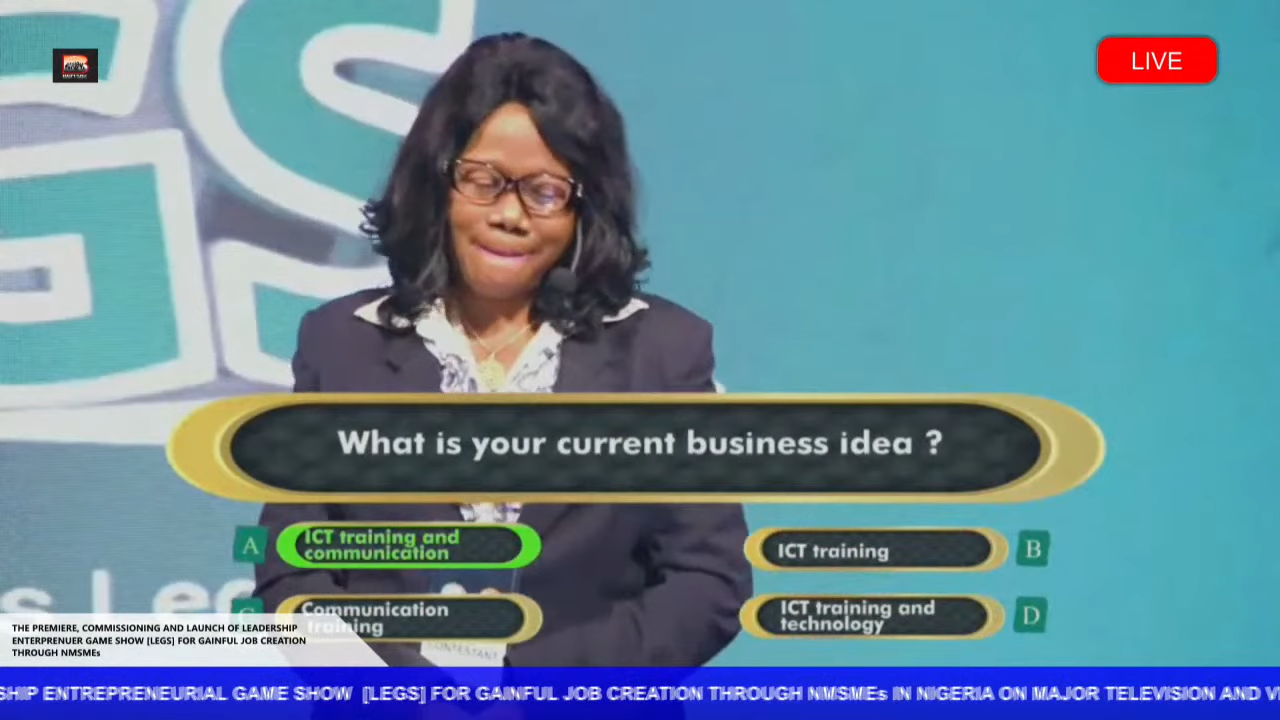 LIVE
GS
What is your current business idea ?
A
ICT training and
communication
ICT training
B
C
Communication
training
ICT training and
technology
D
CONTESTANT
THE PREMIERE, COMMISSIONING AND LAUNCH OF LEADERSHIP
ENTERPRENUER GAME SHOW [LEGS] FOR GAINFUL JOB CREATION
THROUGH NMSMEs
SHIP ENTREPRENEURIAL GAME SHOW [LEGS] FOR GAINFUL JOB CREATION THROUGH NMSMEs IN NIGERIA ON MAJOR TELEVISION AND